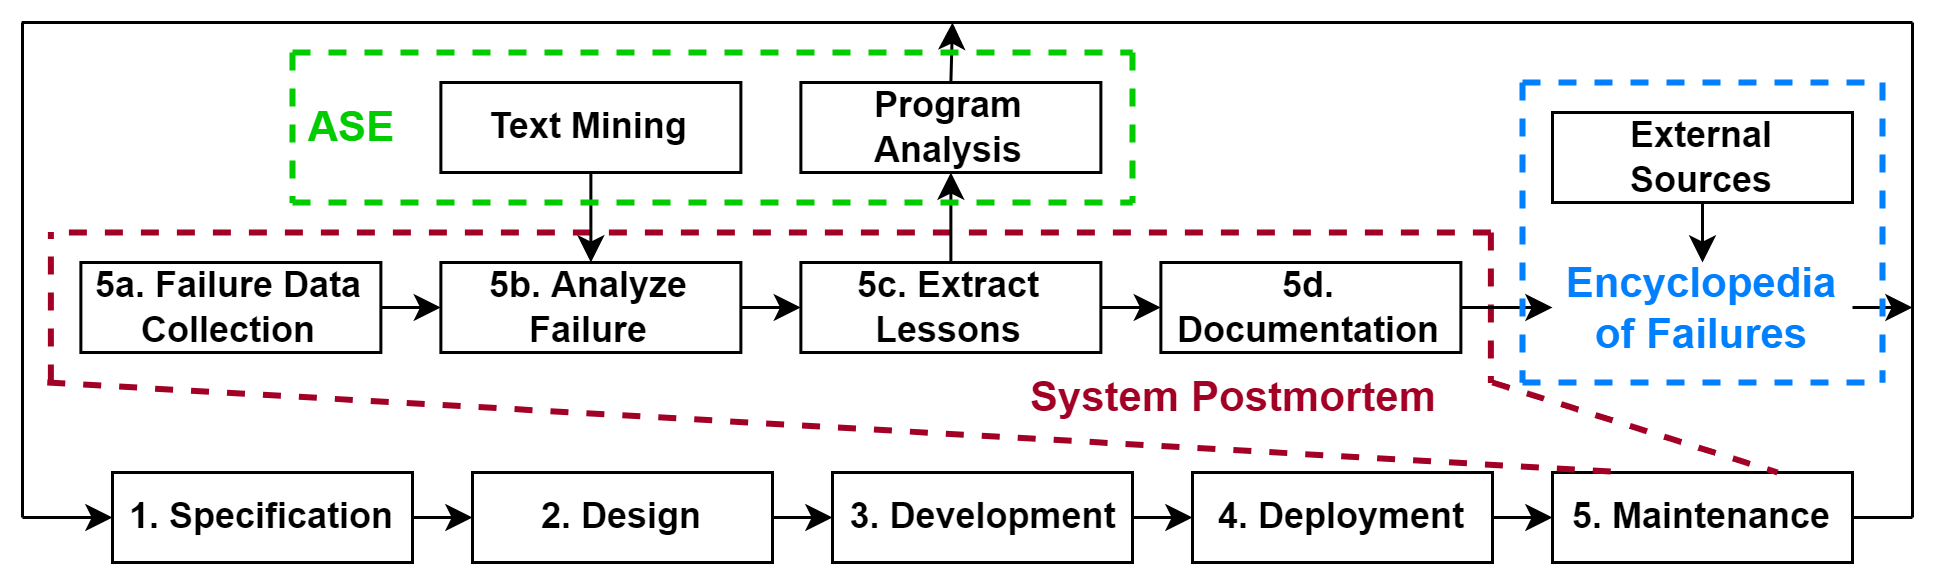 ASE
Text Mining
Program
Analysis
External
Sources
5a. Failure Data
Collection
5b. Analyze
Failure
5c. Extract
Lessons
5d.
Documentation
Encyclopedia
of Failures
System Postmortem
1. Specification
2. Design
3. Development
4. Deployment
5. Maintenance